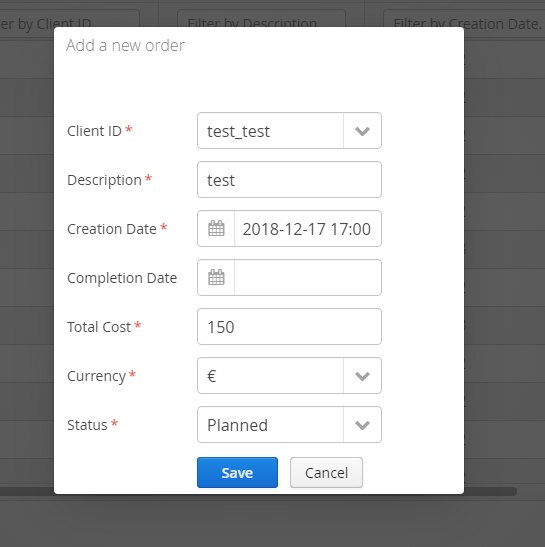 er by Client ID
Filter by Description
Filter by Creation Date.
Add a new order
Client ID *
test_test
Description *
test
Creation Date *
2018-12-17 17:00
Completion Date
Total Cost *
150
Currency *
€
Status *
Planned
Save
Cancel